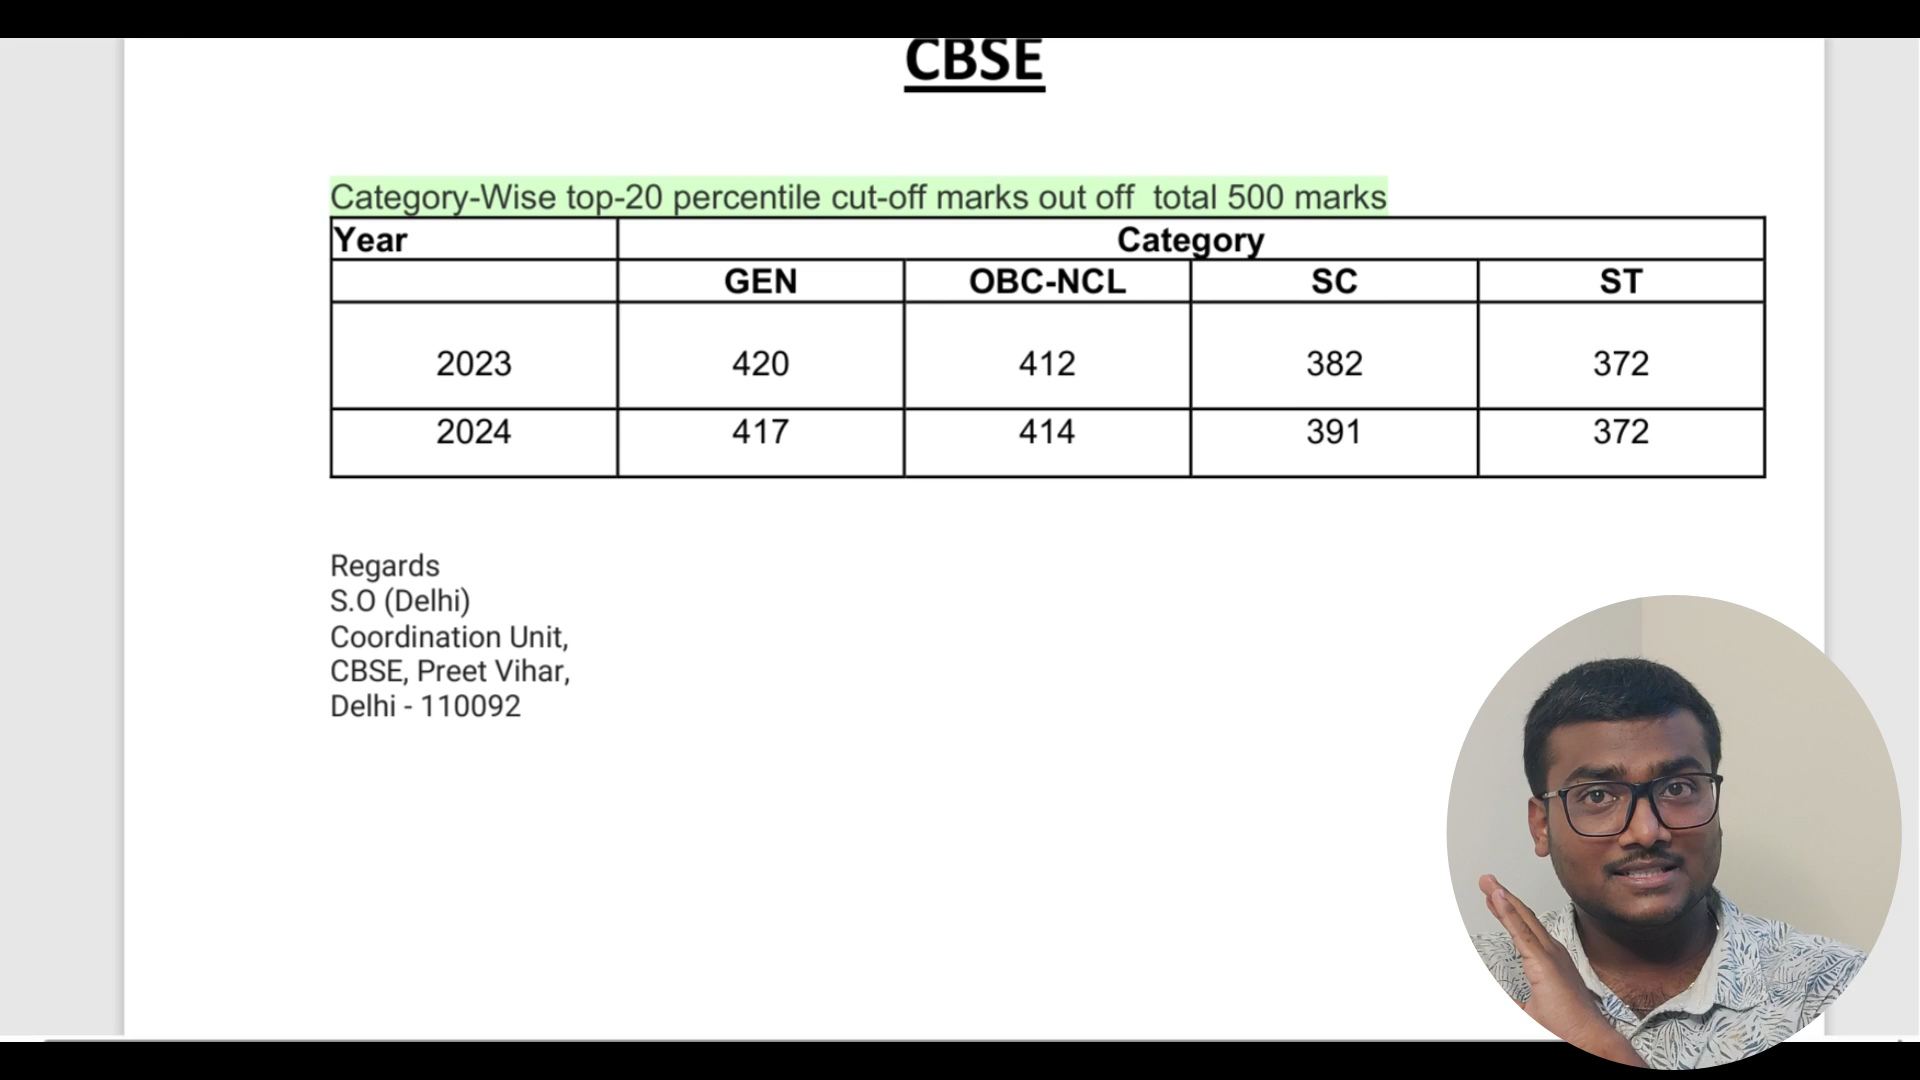 CBSE
Category-Wise top-20 percentile cut-off marks out off total 500 marks
Year Category
GEN OBC-NCL SC ST
2023 420 412 382 372
2024 417 414 391 372
Regards
S.O (Delhi)
Coordination Unit,
CBSE, Preet Vihar,
Delhi - 110092